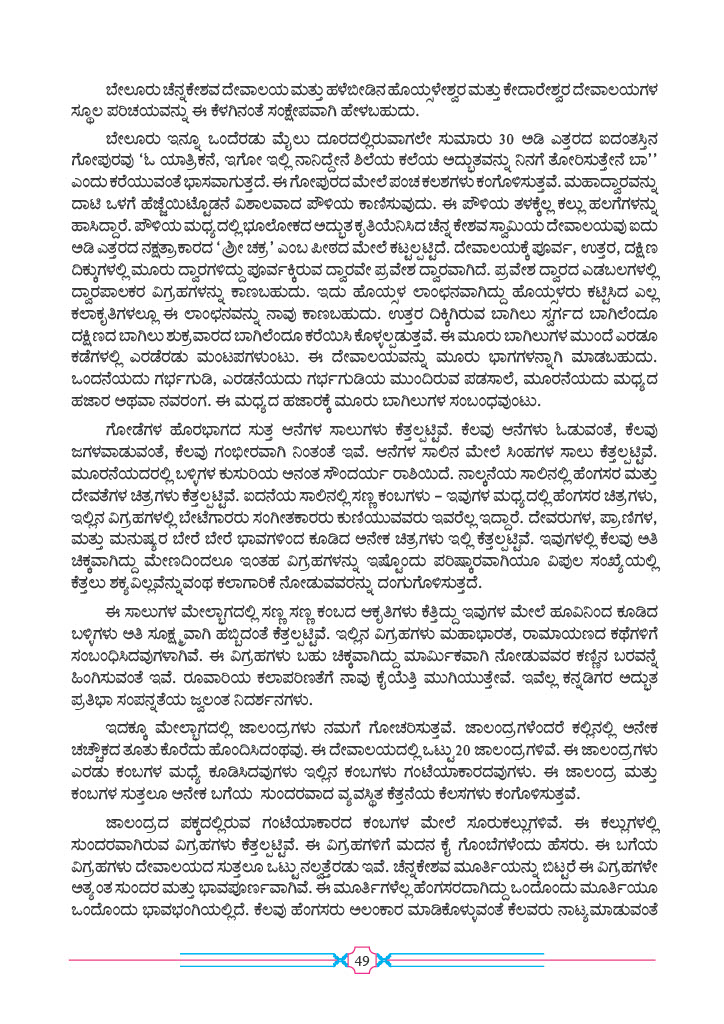 ಬೇಲೂರು ಚೆನ್ನಕೇಶವ ದೇವಾಲಯ ಮತ್ತು ಹಳೆಬೀಡಿನ ಹೊಯ್ಸಳೇಶ್ವರ ಮತ್ತು ಕೇದಾರೇಶ್ವರ ದೇವಾಲಯಗಳ
ಸ್ಥೂಲ ಪರಿಚಯವನ್ನು ಈ ಕೆಳಗಿನಂತೆ ಸಂಕ್ಷೇಪವಾಗಿ ಹೇಳಬಹುದು.
ಬೇಲೂರು ಇನ್ನೂ ಒಂದೆರಡು ಮೈಲು ದೂರದಲ್ಲಿರುವಾಗಲೇ ಸುಮಾರು 30 ಅಡಿ ಎತ್ತರದ ಐದಂತಸ್ತಿನ
ಗೋಪುರವು ‘ಓ ಯಾತ್ರಿಕನೆ, ಇಗೋ ಇಲ್ಲಿ ನಾನಿದ್ದೇನೆ ಶಿಲೆಯ ಕಲೆಯ ಅದ್ಭುತವನ್ನು ನಿನಗೆ ತೋರಿಸುತ್ತೇನೆ ಬಾ’’
ಎಂದು ಕರೆಯುವಂತೆ ಭಾಸವಾಗುತ್ತದೆ. ಈ ಗೋಪುರದ ಮೇಲೆ ಪಂಚ ಕಲಶಗಳು ಕಂಗೊಳಿಸುತ್ತವೆ. ಮಹಾದ್ವಾರವನ್ನು
ದಾಟಿ ಒಳಗೆ ಹೆಜ್ಜೆಯಿಟ್ಟೊಡನೆ ವಿಶಾಲವಾದ ಪೌಳಿಯ ಕಾಣಿಸುವುದು. ಈ ಪೌಳಿಯ ತಳಕ್ಕೆಲ್ಲ ಕಲ್ಲು ಹಲಗೆಗಳನ್ನು
ಹಾಸಿದ್ದಾರೆ. ಪೌಳಿಯ ಮಧ್ಯದಲ್ಲಿ ಭೂಲೋಕದ ಅದ್ಭುತ ಕೃತಿಯೆನಿಸಿದ ಚೆನ್ನಕೇಶವ ಸ್ವಾಮಿಯ ದೇವಾಲಯವು ಐದು
ಅಡಿ ಎತ್ತರದ ನಕ್ಷತ್ರಾಕಾರದ ‘ಶ್ರೀ ಚಕ್ರ’ ಎಂಬ ಪೀಠದ ಮೇಲೆ ಕಟ್ಟಲ್ಪಟ್ಟಿದೆ. ದೇವಾಲಯಕ್ಕೆ ಪೂರ್ವ, ಉತ್ತರ, ದಕ್ಷಿಣ
ದಿಕ್ಕುಗಳಲ್ಲಿ ಮೂರು ದ್ವಾರಗಳಿದ್ದು ಪೂರ್ವಕ್ಕಿರುವ ದ್ವಾರವೇ ಪ್ರವೇಶ ದ್ವಾರವಾಗಿದೆ. ಪ್ರವೇಶ ದ್ವಾರದ ಎಡಬಲಗಳಲ್ಲಿ
ದ್ವಾರಪಾಲಕರ ವಿಗ್ರಹಗಳನ್ನು ಕಾಣಬಹುದು. ಇದು ಹೊಯ್ಸಳ ಲಾಂಛನವಾಗಿದ್ದು ಹೊಯ್ಸಳರು ಕಟ್ಟಿಸಿದ ಎಲ್ಲ
ಕಲಾಕೃತಿಗಳಲ್ಲೂ ಈ ಲಾಂಛನವನ್ನು ನಾವು ಕಾಣಬಹುದು. ಉತ್ತರ ದಿಕ್ಕಿಗಿರುವ ಬಾಗಿಲು ಸ್ವರ್ಗದ ಬಾಗಿಲೆಂದೂ
ದಕ್ಷಿಣದ ಬಾಗಿಲು ಶುಕ್ರವಾರದ ಬಾಗಿಲೆಂದೂ ಕರೆಯಿಸಿಕೊಳ್ಳಲ್ಪಡುತ್ತವೆ. ಈ ಮೂರು ಬಾಗಿಲುಗಳ ಮುಂದೆ ಎರಡೂ
ಕಡೆಗಳಲ್ಲಿ ಎರಡೆರಡು ಮಂಟಪಗಳುಂಟು. ಈ ದೇವಾಲಯವನ್ನು ಮೂರು ಭಾಗಗಳನ್ನಾಗಿ ಮಾಡಬಹುದು.
ಒಂದನೆಯದು ಗರ್ಭಗುಡಿ, ಎರಡನೆಯದು ಗರ್ಭಗುಡಿಯ ಮುಂದಿರುವ ಪಡಸಾಲೆ, ಮೂರನೆಯದು ಮಧ್ಯದ
ಹಜಾರ ಅಥವಾ ನವರಂಗ. ಈ ಮಧ್ಯದ ಹಜಾರಕ್ಕೆ ಮೂರು ಬಾಗಿಲುಗಳ ಸಂಬಂಧವುಂಟು.
ಗೋಡೆಗಳ ಹೊರಭಾಗದ ಸುತ್ತ ಆನೆಗಳ ಸಾಲುಗಳು ಕೆತ್ತಲ್ಪಟ್ಟಿವೆ. ಕೆಲವು ಆನೆಗಳು ಓಡುವಂತೆ, ಕೆಲವು
ಜಗಳವಾಡುವಂತೆ, ಕೆಲವು ಗಂಭೀರವಾಗಿ ನಿಂತಂತೆ ಇವೆ. ಆನೆಗಳ ಸಾಲಿನ ಮೇಲೆ ಸಿಂಹಗಳ ಸಾಲು ಕೆತ್ತಲ್ಪಟ್ಟಿವೆ.
ಮೂರನೆಯದರಲ್ಲಿ ಬಳ್ಳಿಗಳ ಕುಸುರಿಯ ಅನಂತ ಸೌಂದರ್ಯ ರಾಶಿಯಿದೆ. ನಾಲ್ಕನೆಯ ಸಾಲಿನಲ್ಲಿ ಹೆಂಗಸರ ಮತ್ತು
ದೇವತೆಗಳ ಚಿತ್ರಗಳು ಕೆತ್ತಲ್ಪಟ್ಟಿವೆ. ಐದನೆಯ ಸಾಲಿನಲ್ಲಿ ಸಣ್ಣ ಕಂಬಗಳು – ಇವುಗಳ ಮಧ್ಯದಲ್ಲಿ ಹೆಂಗಸರ ಚಿತ್ರಗಳು,
ಇಲ್ಲಿನ ವಿಗ್ರಹಗಳಲ್ಲಿ ಬೇಟೆಗಾರರು ಸಂಗೀತಕಾರರು ಕುಣಿಯುವವರು ಇವರೆಲ್ಲ ಇದ್ದಾರೆ. ದೇವರುಗಳ, ಪ್ರಾಣಿಗಳ,
ಮತ್ತು ಮನುಷ್ಯರ ಬೇರೆ ಬೇರೆ ಭಾವಗಳಿಂದ ಕೂಡಿದ ಅನೇಕ ಚಿತ್ರಗಳು ಇಲ್ಲಿ ಕೆತ್ತಲ್ಪಟ್ಟಿವೆ. ಇವುಗಳಲ್ಲಿ ಕೆಲವು ಅತಿ
ಚಿಕ್ಕವಾಗಿದ್ದು ಮೇಣದಿಂದಲೂ ಇಂತಹ ವಿಗ್ರಹಗಳನ್ನು ಇಷ್ಟೊಂದು ಪರಿಷ್ಕಾರವಾಗಿಯೂ ವಿಪುಲ ಸಂಖ್ಯೆಯಲ್ಲಿ
ಕೆತ್ತಲು ಶಕ್ಯವಿಲ್ಲವೆನ್ನುವಂಥ ಕಲಾಗಾರಿಕೆ ನೋಡುವವರನ್ನು ದಂಗುಗೊಳಿಸುತ್ತದೆ.
ಈ ಸಾಲುಗಳ ಮೇಲ್ಭಾಗದಲ್ಲಿ ಸಣ್ಣ ಸಣ್ಣ ಕಂಬದ ಆಕೃತಿಗಳು ಕೆತ್ತಿದ್ದು ಇವುಗಳ ಮೇಲೆ ಹೂವಿನಿಂದ ಕೂಡಿದ
ಬಳ್ಳಿಗಳು ಅತಿ ಸೂಕ್ಷ್ಮವಾಗಿ ಹಬ್ಬಿದಂತೆ ಕೆತ್ತಲ್ಪಟ್ಟಿವೆ. ಇಲ್ಲಿನ ವಿಗ್ರಹಗಳು ಮಹಾಭಾರತ, ರಾಮಾಯಣದ ಕಥೆಗಳಿಗೆ
ಸಂಬಂಧಿಸಿದವುಗಳಾಗಿವೆ. ಈ ವಿಗ್ರಹಗಳು ಬಹು ಚಿಕ್ಕವಾಗಿದ್ದು ಮಾರ್ಮಿಕವಾಗಿ ನೋಡುವವರ ಕಣ್ಣಿನ ಬರವನ್ನೆ
ಹಿಂಗಿಸುವಂತೆ ಇವೆ. ರೂವಾರಿಯ ಕಲಾಪರಿಣತೆಗೆ ನಾವು ಕೈಯೆತ್ತಿ ಮುಗಿಯುತ್ತೇವೆ. ಇವೆಲ್ಲ ಕನ್ನಡಿಗರ ಅದ್ಭುತ
ಪ್ರತಿಭಾ ಸಂಪನ್ನತೆಯ ಜ್ವಲಂತ ನಿದರ್ಶನಗಳು.
ಇದಕ್ಕೂ ಮೇಲ್ಭಾಗದಲ್ಲಿ ಜಾಲಂದ್ರಗಳು ನಮಗೆ ಗೋಚರಿಸುತ್ತವೆ. ಜಾಲಂದ್ರಗಳೆಂದರೆ ಕಲ್ಲಿನಲ್ಲಿ ಅನೇಕ
ಚಚ್ಚೌಕದ ತೂತು ಕೊರೆದು ಹೊಂದಿಸಿದಂಥವು. ಈ ದೇವಾಲಯದಲ್ಲಿ ಒಟ್ಟು 20 ಜಾಲಂದ್ರಗಳಿವೆ. ಈ ಜಾಲಂದ್ರಗಳು
ಎರಡು ಕಂಬಗಳ ಮಧ್ಯೆ ಕೂಡಿಸಿದವುಗಳು ಇಲ್ಲಿನ ಕಂಬಗಳು ಗಂಟೆಯಾಕಾರದವುಗಳು. ಈ ಜಾಲಂದ್ರ ಮತ್ತು
ಕಂಬಗಳ ಸುತ್ತಲೂ ಅನೇಕ ಬಗೆಯ ಸುಂದರವಾದ ವ್ಯವಸ್ಥಿತ ಕೆತ್ತನೆಯ ಕೆಲಸಗಳು ಕಂಗೊಳಿಸುತ್ತವೆ.
ಜಾಲಂದ್ರದ ಪಕ್ಕದಲ್ಲಿರುವ ಗಂಟೆಯಾಕಾರದ ಕಂಬಗಳ ಮೇಲೆ ಸೂರುಕಲ್ಲುಗಳಿವೆ. ಈ ಕಲ್ಲುಗಳಲ್ಲಿ
ಸುಂದರವಾಗಿರುವ ವಿಗ್ರಹಗಳು ಕೆತ್ತಲ್ಪಟ್ಟಿವೆ. ಈ ವಿಗ್ರಹಗಳಿಗೆ ಮದನ ಕೈ ಗೊಂಬೆಗಳೆಂದು ಹೆಸರು. ಈ ಬಗೆಯ
ವಿಗ್ರಹಗಳು ದೇವಾಲಯದ ಸುತ್ತಲೂ ಒಟ್ಟು ನಲ್ವತ್ತೆರಡು ಇವೆ. ಚೆನ್ನಕೇಶವ ಮೂರ್ತಿಯನ್ನು ಬಿಟ್ಟರೆ ಈ ವಿಗ್ರಹಗಳೇ
ಅತ್ಯಂತ ಸುಂದರ ಮತ್ತು ಭಾವಪೂರ್ಣವಾಗಿವೆ. ಈ ಮೂರ್ತಿಗಳೆಲ್ಲ ಹೆಂಗಸರದಾಗಿದ್ದು ಒಂದೊಂದು ಮೂರ್ತಿಯೂ
ಒಂದೊಂದು ಭಾವಭಂಗಿಯಲ್ಲಿದೆ. ಕೆಲವು ಹೆಂಗಸರು ಅಲಂಕಾರ ಮಾಡಿಕೊಳ್ಳುವಂತೆ ಕೆಲವರು ನಾಟ್ಯಮಾಡುವಂತೆ
49